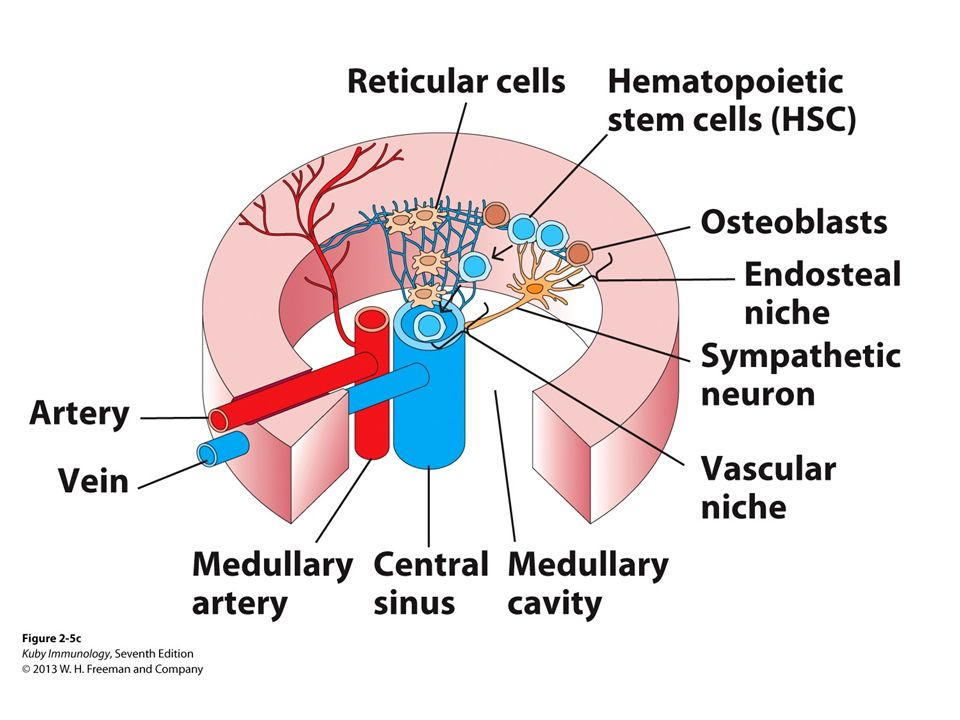 Reticular cells
Hematopoietic
stem cells (HSC)
Osteoblasts
Endosteal
niche
Sympathetic
neuron
Artery
Vein
Vascular
niche
Medullary
artery
Central
sinus
Medullary
cavity
Figure 2-5c
Kuby Immunology, Seventh Edition
© 2013 W. H. Freeman and Company